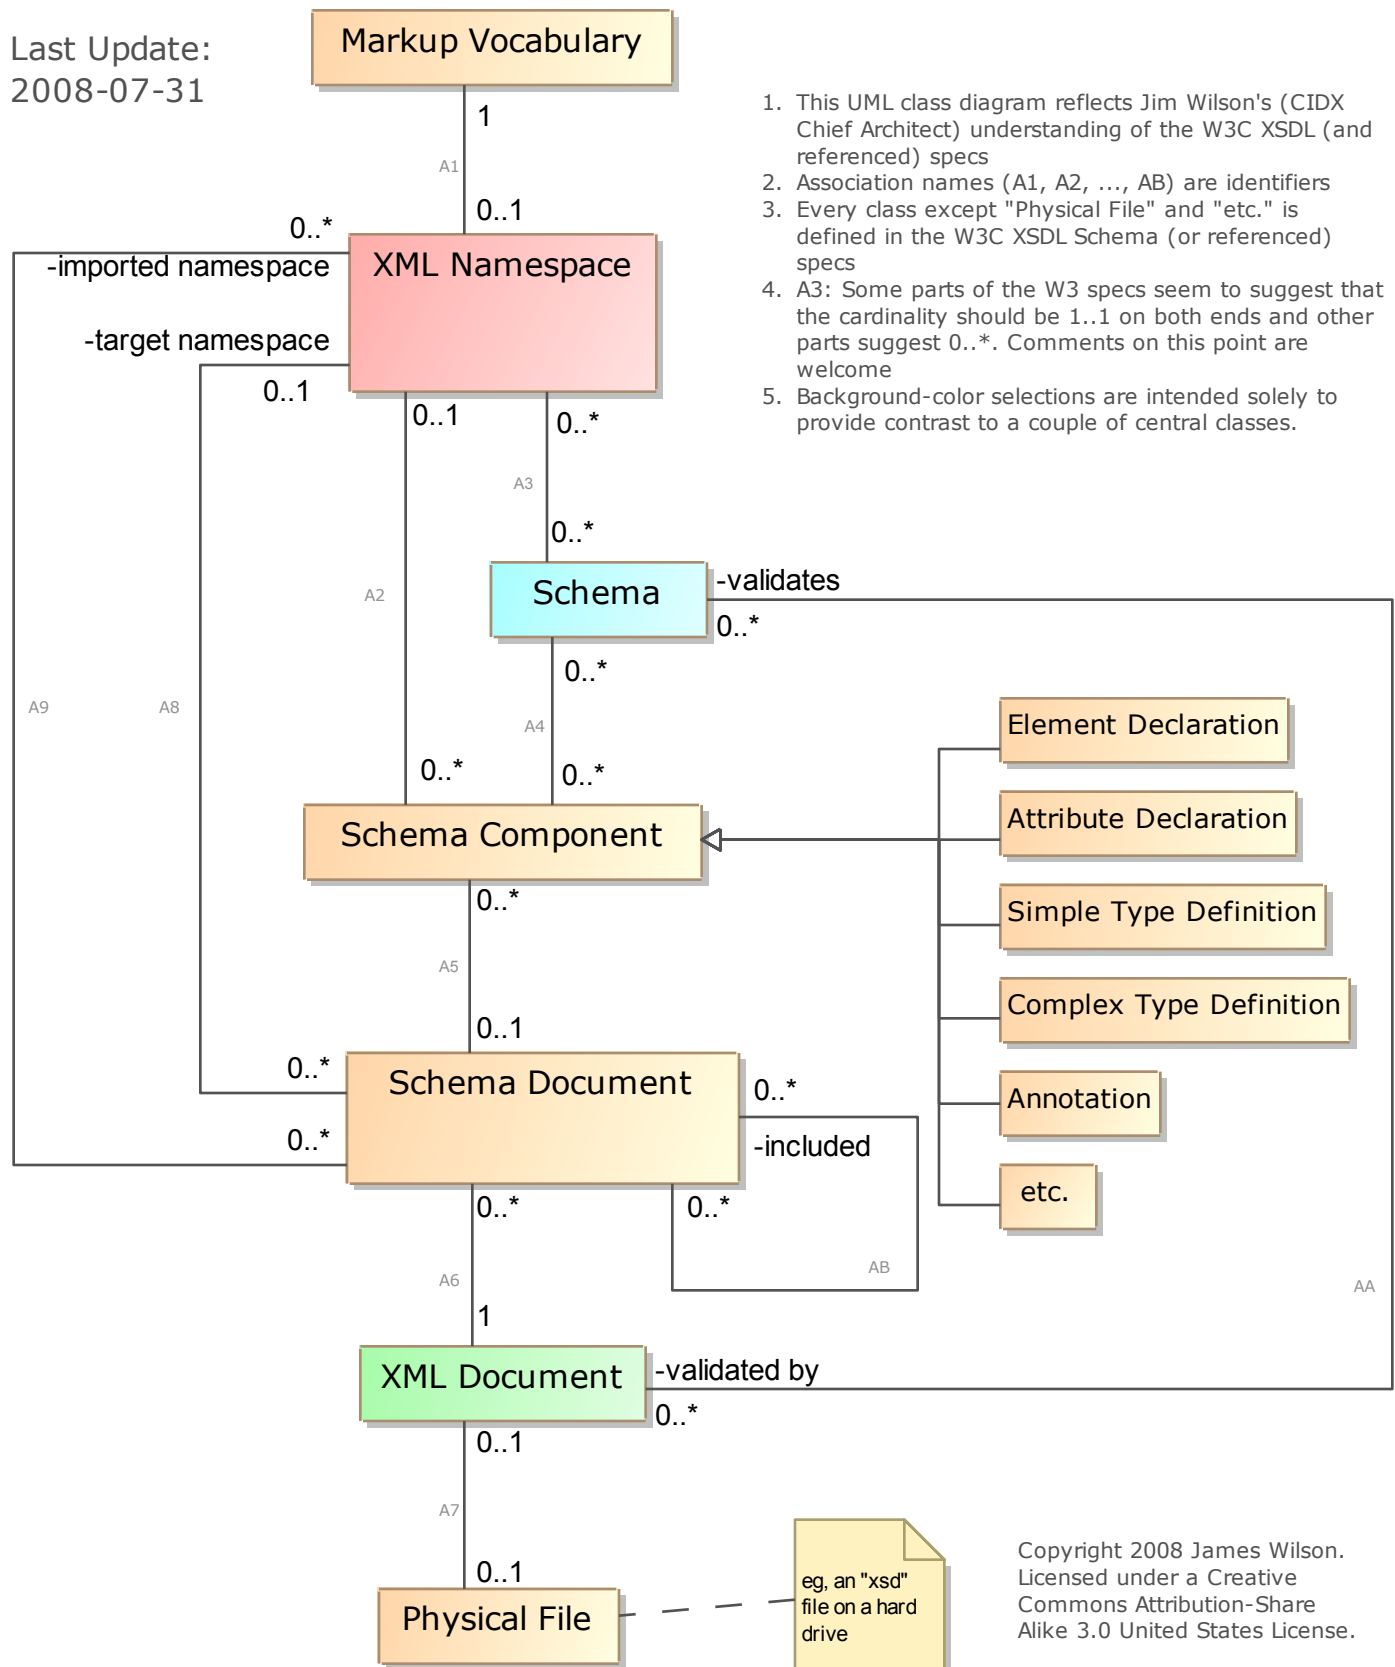 Last Update:
2008-07-31
Markup Vocabulary
1
A1
0..1
1. This UML class diagram reflects Jim Wilson's (CIDX
Chief Architect) understanding of the W3C XSDL (and
referenced) specs
2. Association names (A1, A2, ..., AB) are identifiers
3. Every class except "Physical File" and "etc." is
defined in the W3C XSDL Schema (or referenced)
specs
4. A3: Some parts of the W3 specs seem to suggest that
the cardinality should be 1..1 on both ends and other
parts suggest 0..*. Comments on this point are
welcome
5. Background-color selections are intended solely to
provide contrast to a couple of central classes.
0..*
-imported namespace
XML Namespace
-target namespace
0..1
0..1
0..*
A3
0..*
A2
Schema
-validates
0..*
0..*
A9
A8
A4
0..*
0..*
Element Declaration
Attribute Declaration
Schema Component
Simple Type Definition
0..*
A5
Complex Type Definition
0..1
0..*
Schema Document
0..*
Annotation
0..*
-included
etc.
0..*
0..*
A6
AB
AA
1
XML Document
-validated by
0..*
0..1
A7
0..1
Physical File
eg, an "xsd"
file on a hard
drive
Copyright 2008 James Wilson.
Licensed under a Creative
Commons Attribution-Share
Alike 3.0 United States License.